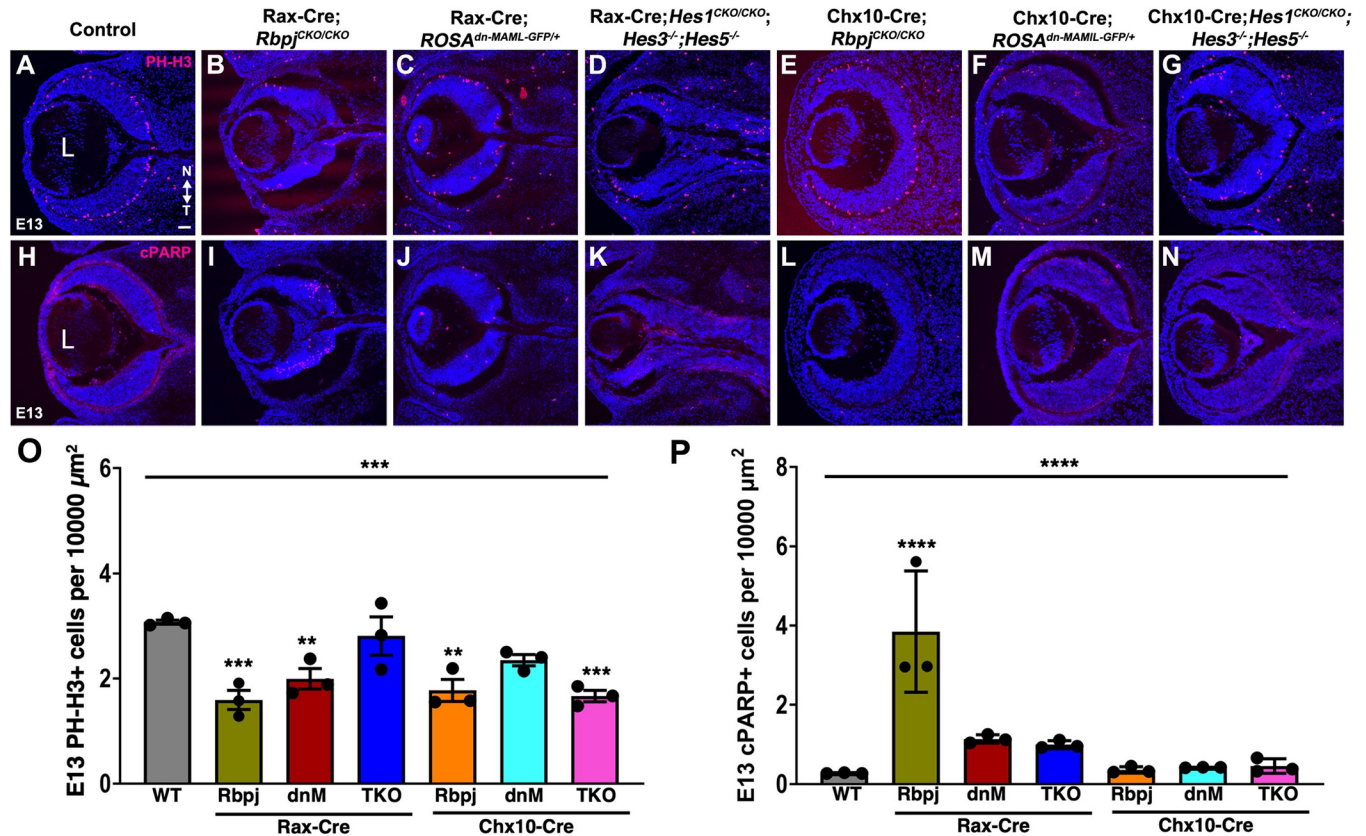 Control
Rax-Cre;
Rbpj^CKO/CKO
Rax-Cre;
ROSA^dn-MAML-GFP/+
Rax-Cre;Hes1^CKO/CKO;
Hes3^-/-;Hes5^-/-
Chx10-Cre;
Rbpj^CKO/CKO
Chx10-Cre;
ROSA^dn-MAMIL-GFP/+
Chx10-Cre;Hes1^CKO/CKO;
Hes3^-/-;Hes5^-/-
A
PH-H3
L
N
T
E13
B
C
D
E
F
G
H
cPARP
L
E13
I
J
K
L
M
N
O
E13 PH-H3+ cells per 10000 µm²
6
4
2
0
***
***
**
**
***
WT
Rbpj
dnM
TKO
Rbpj
dnM
TKO
Rax-Cre
Chx10-Cre
P
E13 cPARP+ cells per 10000 µm²
8
6
4
2
0
****
****
WT
Rbpj
dnM
TKO
Rbpj
dnM
TKO
Rax-Cre
Chx10-Cre